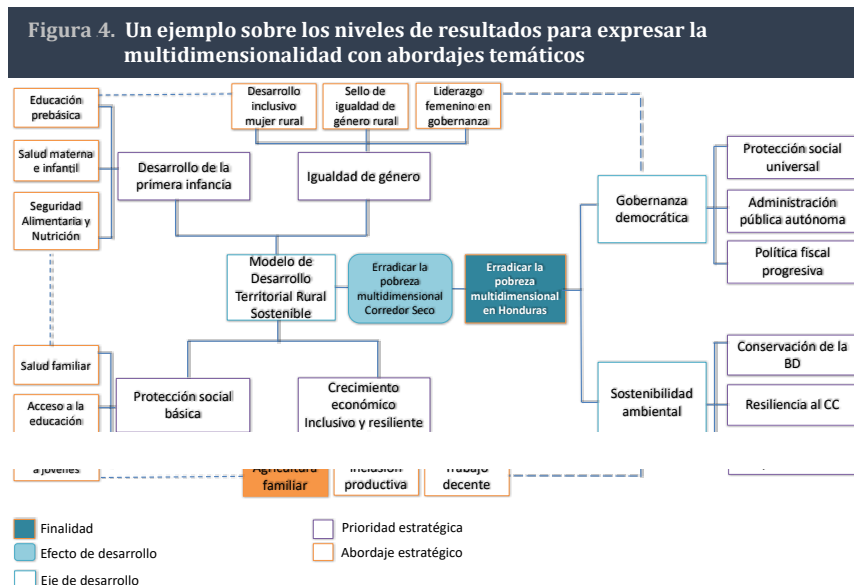 Figura 4. Un ejemplo sobre los niveles de resultados para expresar la
multidimensionalidad con abordajes temáticos
Educación
prebásica
Desarrollo
inclusivo
mujer rural
Sello de
igualdad de
género rural
Liderazgo
femenino en
gobernanza
Salud materna
e infantil
Desarrollo de la
primera infancia
Igualdad de género
Protección social
universal
Seguridad
Alimentaria y
Nutrición
Gobernanza
democrática
Administración
pública autónoma
Política fiscal
progresiva
Modelo de
Desarrollo
Territorial Rural
Sostenible
Erradicar la
pobreza
multidimensional
Corredor Seco
Erradicar la
pobreza
multidimensional
en Honduras
Salud familiar
Acceso a la
educación
Protección social
básica
Crecimiento
económico
Inclusivo y resiliente
Sostenibilidad
ambiental
Conservación de la
BD
Resiliencia al CC
a jóvenes
Agricultura
familiar
Inclusión
productiva
Trabajo
decente
Finalidad
Efecto de desarrollo
Eje de desarrollo
Prioridad estratégica
Abordaje estratégico